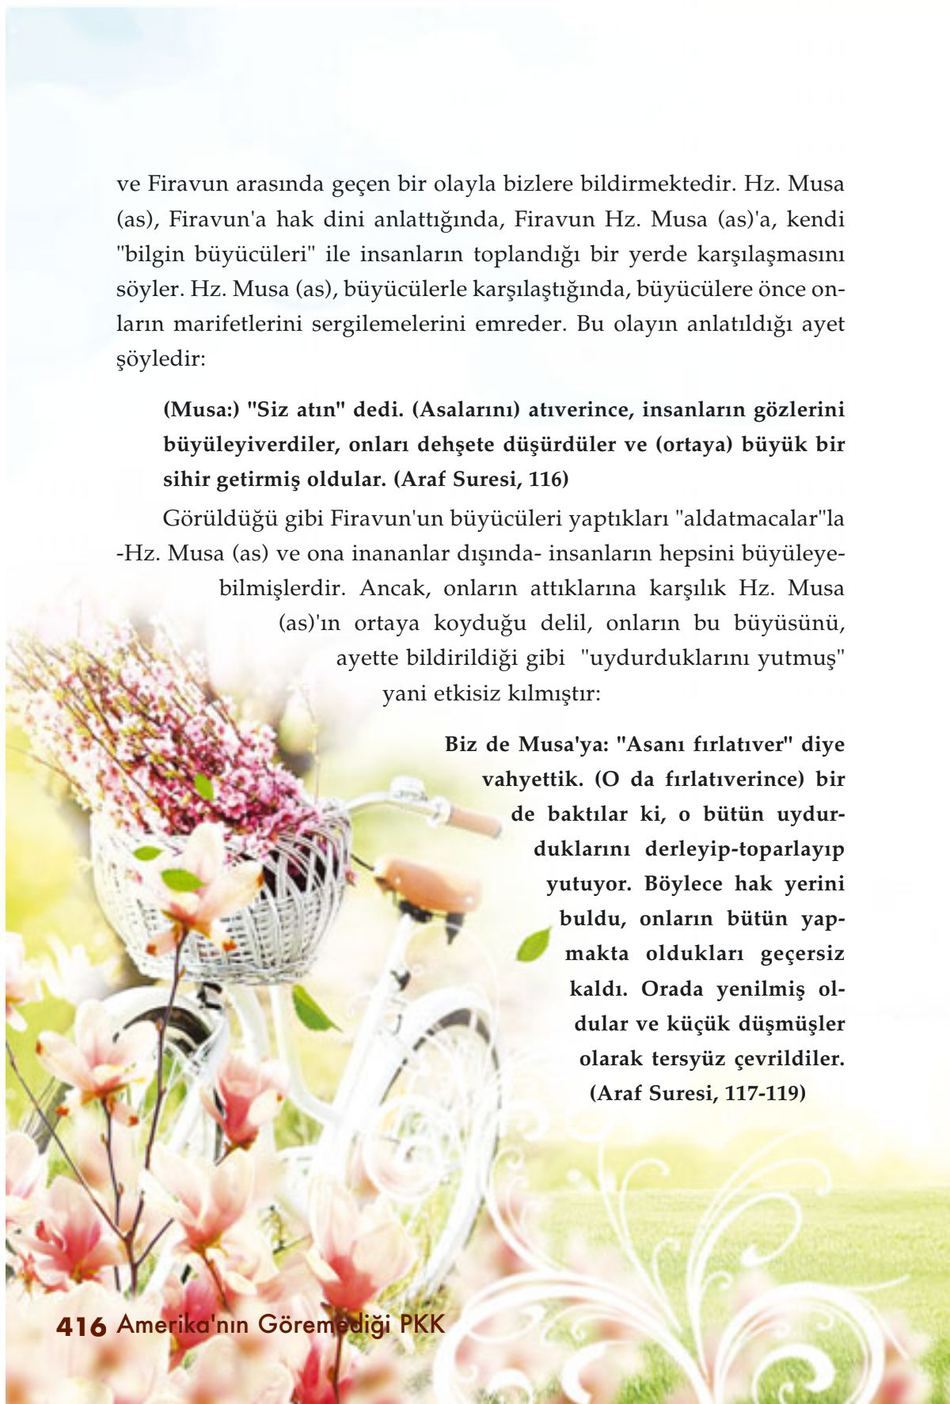 ve Firavun arasında geçen bir olayla bizlere bildirmektedir. Hz. Musa
(as), Firavun'a hak dini anlattığında, Firavun Hz. Musa (as)'a, kendi
"bilgin büyücüleri" ile insanların toplandığı bir yerde karşılaşmasını
söyler. Hz. Musa (as), büyücülerle karşılaştığında, büyücülere önce on-
ların marifetlerini sergilemelerini emreder. Bu olayın anlatıldığı ayet
şöyledir:
(Musa:) "Siz atın" dedi. (Asalarını) atıverince, insanların gözlerini
büyüleyiverdiler, onları dehşete düşürdüler ve (ortaya) büyük bir
sihir getirmiş oldular. (Araf Suresi, 116)
Görüldüğü gibi Firavun'un büyücüleri yaptıkları "aldatmacalar"la
-Hz. Musa (as) ve ona inananlar dışında- insanların hepsini büyüleye-
bilmişlerdir. Ancak, onların attıklarına karşılık Hz. Musa
(as)'ın ortaya koyduğu delil, onların bu büyüsünü,
ayette bildirildiği gibi "uydurduklarını yutmuş"
yani etkisiz kılmıştır:
Biz de Musa'ya: "Asanı fırlatıver" diye
vahyettik. (O da fırlatıverince) bir
de baktılar ki, o bütün uydur-
duklarını derleyip-toparlayıp
yutuyor. Böylece hak yerini
buldu, onların bütün yap-
makta oldukları geçersiz
kaldı. Orada yenilmiş ol-
dular ve küçük düşmüşler
olarak tersyüz çevrildiler.
(Araf Suresi, 117-119)
416 Amerika'nın Göremediği PKK